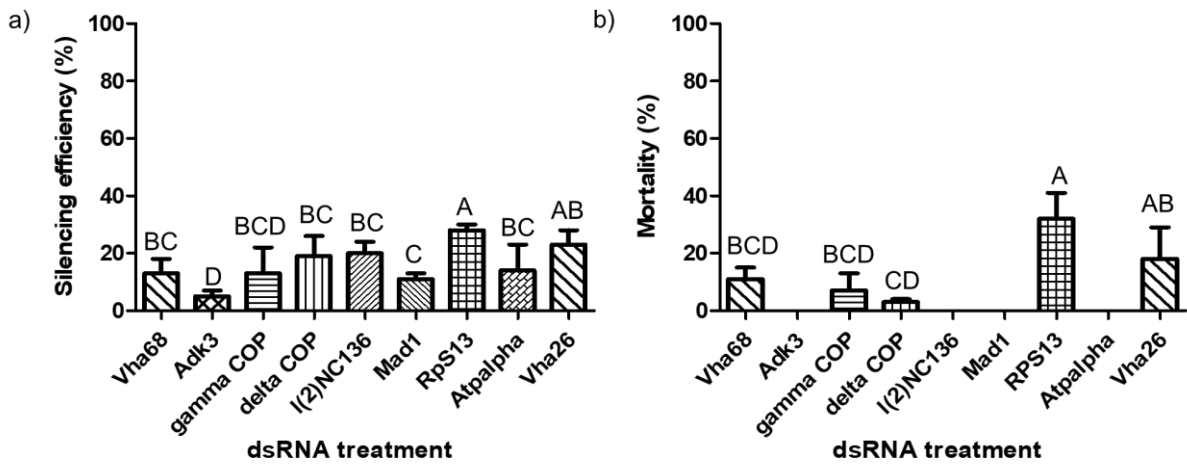 a)
Silencing efficiency (%)
100
80
60
40
20
0
BC
D
BCD
BC
BC
C
A
BC
AB
Vha68
Adk3
gamma COP
delta COP
l(2)NC136
Mad1
RpS13
Atpalpha
Vha26
dsRNA treatment
b)
Mortality (%)
100
80
60
40
20
0
BCD
BCD
CD
A
AB
Vha68
Adk3
gamma COP
delta COP
l(2)NC136
Mad1
RPS13
Atpalpha
Vha26
dsRNA treatment